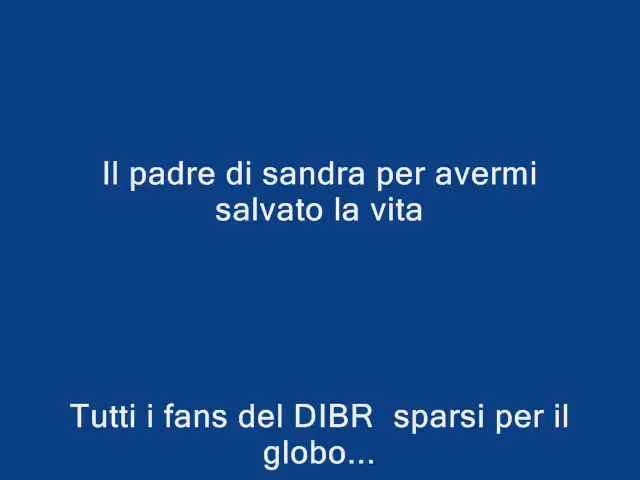 Il padre di sandra per avermi
salvato la vita
Tutti i fans del DIBR  sparsi per il
globo...